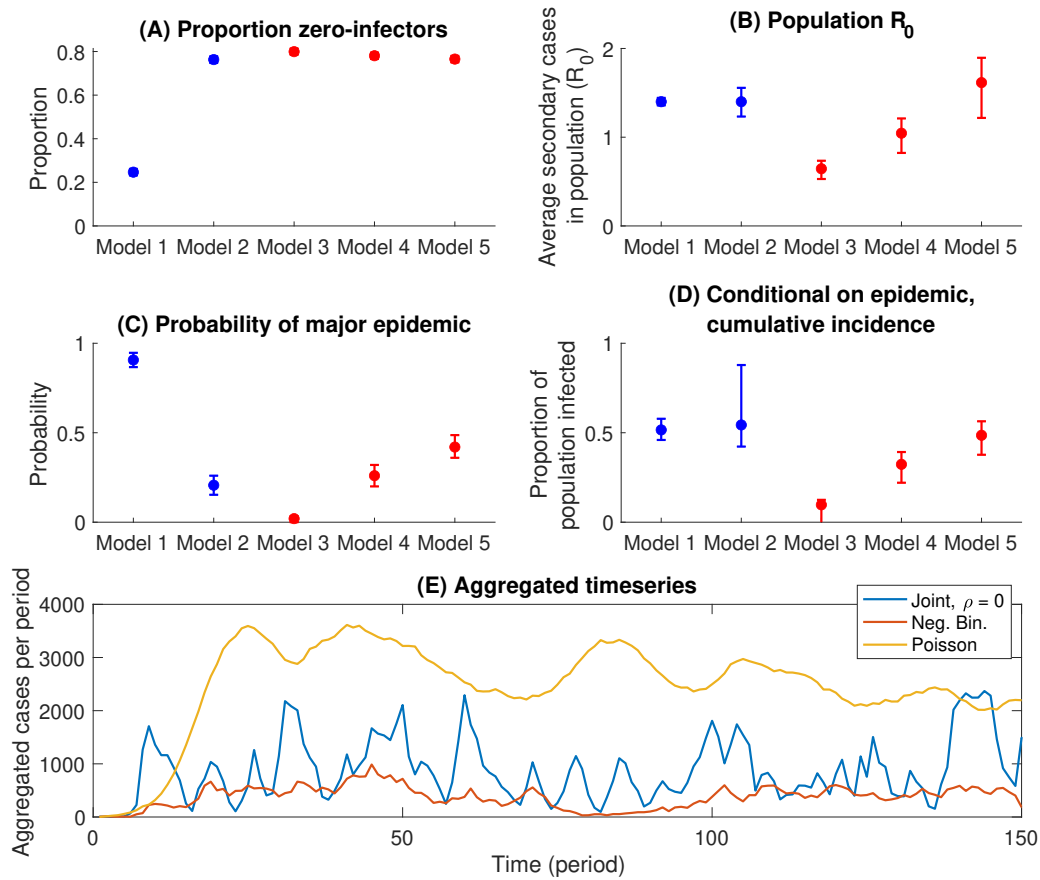 (A) Proportion zero-infectors
Proportion
0.8
0.6
0.4
0.2
0
Model 1 Model 2 Model 3 Model 4 Model 5
(B) Population R0
Average secondary cases
in population (R0)
2
1
0
Model 1 Model 2 Model 3 Model 4 Model 5
(C) Probability of major epidemic
Probability
1
0.5
0
Model 1 Model 2 Model 3 Model 4 Model 5
(D) Conditional on epidemic,
cumulative incidence
Proportion of
population infected
1
0.5
0
Model 1 Model 2 Model 3 Model 4 Model 5
(E) Aggregated timeseries
Aggregated cases per period
4000
3000
2000
1000
0
Joint, ρ = 0
Neg. Bin.
Poisson
0 50 100 150
Time (period)